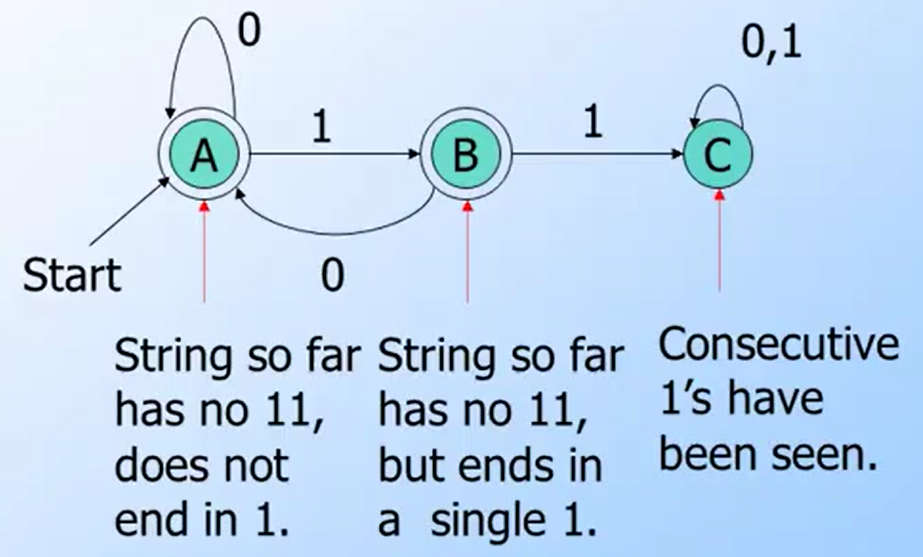 0
0,1
1
1
A
B
C
Start
0
String so far
has no 11,
does not
end in 1.
String so far
has no 11,
but ends in
a single 1.
Consecutive
1’s have
been seen.